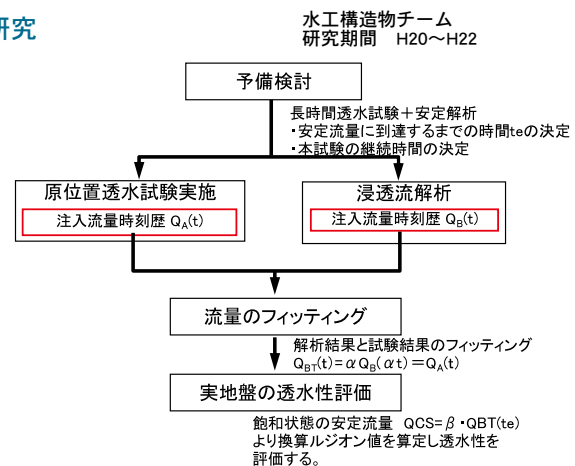 研究
水工構造物チーム
研究期間 H20～H22
予備検討
長時間透水試験＋安定解析
・安定流量に到達するまでの時間teの決定
・本試験の継続時間の決定
原位置透水試験実施
注入流量時刻歴 QA(t)
浸透流解析
注入流量時刻歴 QB(t)
流量のフィッティング
解析結果と試験結果のフィッティング
QBT(t)=αQB(αt)=QA(t)
実地盤の透水性評価
飽和状態の安定流量 QCS=β・QBT(te)
より換算ルジオン値を算定し透水性を
評価する。